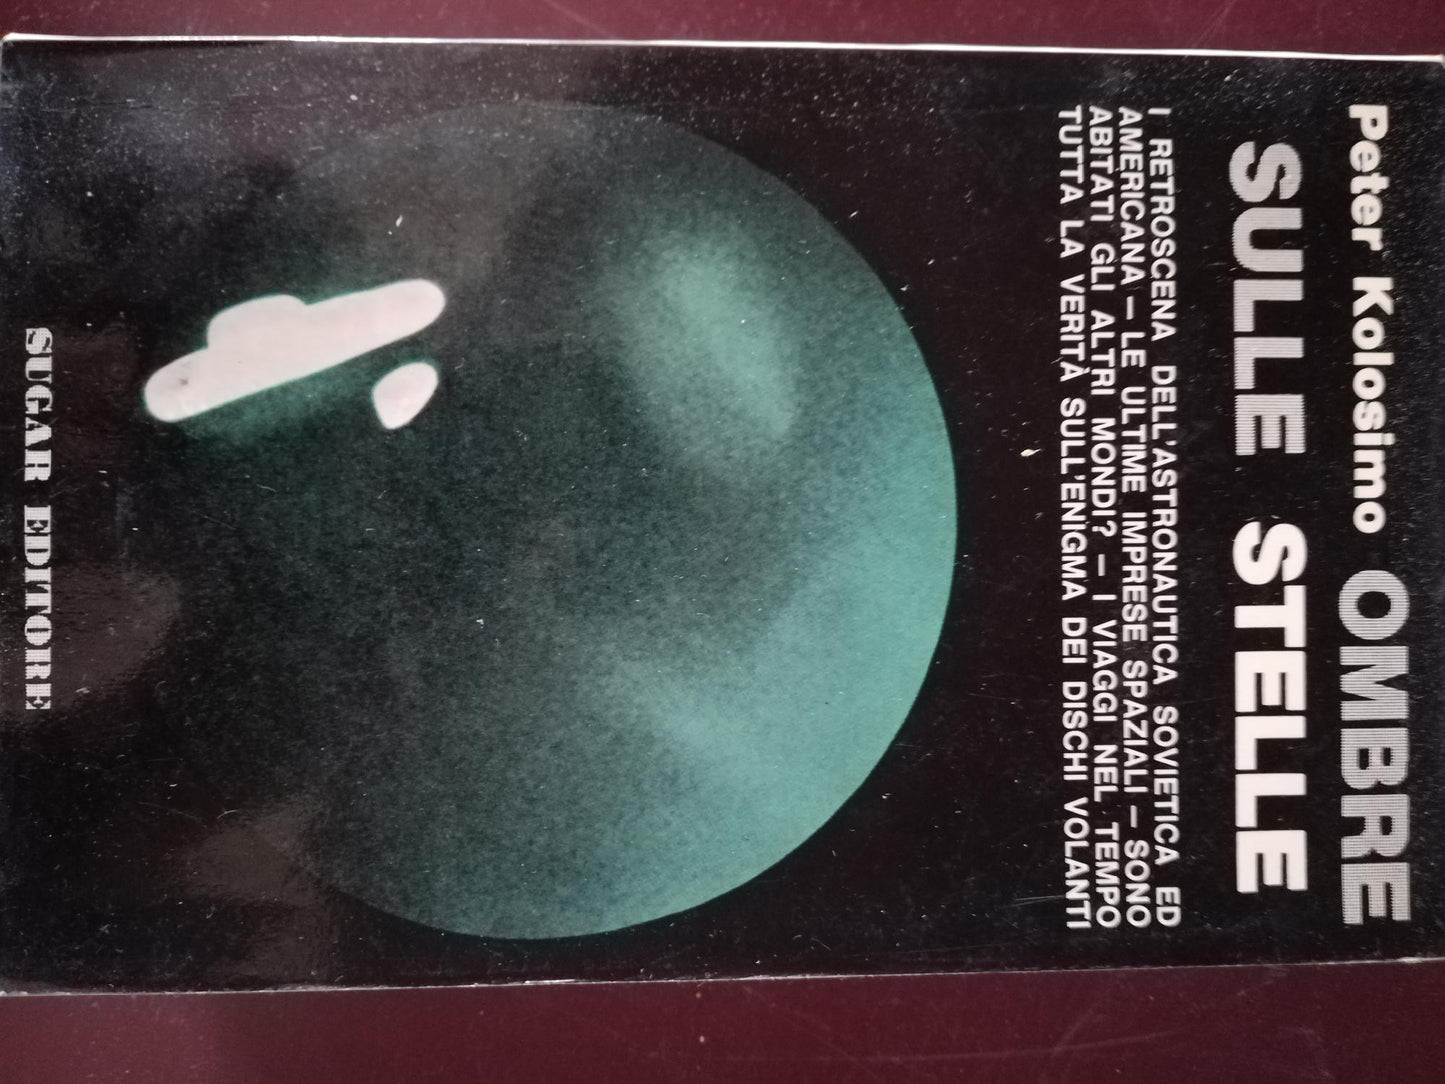 Peter Kolosimo OMBRE
SULLE STELLE
I RETROSCENA DELL'ASTRONAUTICA SOVIETICA ED
AMERICANA – LE ULTIME IMPRESE SPAZIALI – SONO
ABITATI GLI ALTRI MONDI? – I VIAGGI NEL TEMPO
TUTTA LA VERITÀ SULL'ENIGMA DEI DISCHI VOLANTI
SUGAR EDITORE